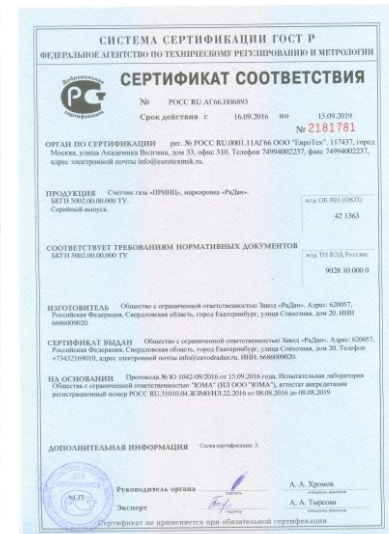 СИСТЕМА СЕРТИФИКАЦИИ ГОСТ Р
ФЕДЕРАЛЬНОЕ АГЕНТСТВО ПО ТЕХНИЧЕСКОМУ РЕГУЛИРОВАНИЮ И МЕТРОЛОГИИ
Добровольная
сертификация
СЕРТИФИКАТ СООТВЕТСТВИЯ
№ РОСС RU.АГ66.Н06893
Срок действия с 16.09.2016 по 15.09.2019
№ 2181781
ОРГАН ПО СЕРТИФИКАЦИИ рег. № РОСС RU.0001.11АГ66 ООО "ЕвроТех". 117437, город
Москва, улица Академика Волгина, дом 33, офис 310, Телефон 74994002237, факс 74994002237,
адрес электронной почты info@eurotexmsk.ru.
ПРОДУКЦИЯ Счетчик газа «ПРИНЦ», маркировка «РаДан».
БКГН 5002.00.00.000 ТУ.
Серийный выпуск.
код ОК 005 (ОКП):
42 1363
СООТВЕТСТВУЕТ ТРЕБОВАНИЯМ НОРМАТИВНЫХ ДОКУМЕНТОВ
БКГН 5002.00.00.000 ТУ
код ТН ВЭД России:
9028 10 000 0
ИЗГОТОВИТЕЛЬ Общество с ограниченной ответственностью Завод «РаДан». Адрес: 620057,
Российская Федерация, Свердловская область, город Екатеринбург, улица Совхозная, дом 20. ИНН:
6686009020.
СЕРТИФИКАТ ВЫДАН Общество с ограниченной ответственностью Завод «РаДан». Адрес: 620057,
Российская Федерация, Свердловская область, город Екатеринбург, улица Совхозная, дом 20. Телефон
+73432169010, адрес электронной почты info@zavodradan.ru. ИНН: 6686009020.
НА ОСНОВАНИИ Протокола № Ю 1042-09/2016 от 15.09.2016 года, Испытательная лаборатория
Общества с ограниченной ответственностью "ЮМА" (ИЛ ООО "ЮМА"), аттестат аккредитации
регистрационный номер РОСС RU.31010.04.ЖЗМ0/ИЛ.22.2016 от 08.08.2016 до 08.08.2019
ДОПОЛНИТЕЛЬНАЯ ИНФОРМАЦИЯ Схема сертификации: 3.
М.П.
Руководитель органа
подпись
А. А. Хромов
инициалы, фамилия
Эксперт
подпись
А. А. Тырсова
инициалы, фамилия
Сертификат не применяется при обязательной сертификации